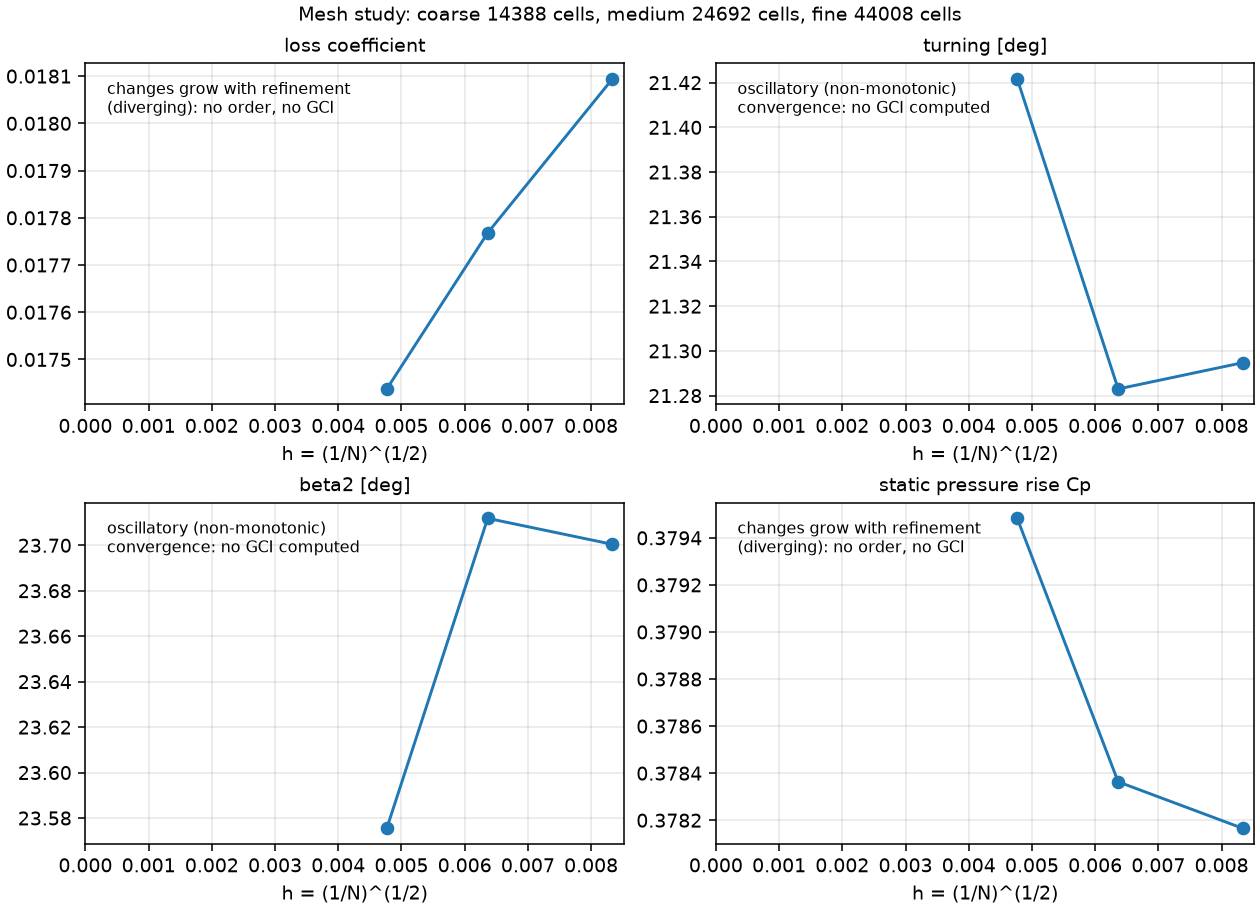 Mesh study: coarse 14388 cells, medium 24692 cells, fine 44008 cells
loss coefficient
changes grow with refinement
(diverging): no order, no GCI
0.0181
0.0180
0.0179
0.0178
0.0177
0.0176
0.0175
0.000 0.001 0.002 0.003 0.004 0.005 0.006 0.007 0.008
h = (1/N)^(1/2)
turning [deg]
oscillatory (non-monotonic)
convergence: no GCI computed
21.42
21.40
21.38
21.36
21.34
21.32
21.30
21.28
0.000 0.001 0.002 0.003 0.004 0.005 0.006 0.007 0.008
h = (1/N)^(1/2)
beta2 [deg]
oscillatory (non-monotonic)
convergence: no GCI computed
23.70
23.68
23.66
23.64
23.62
23.60
23.58
0.000 0.001 0.002 0.003 0.004 0.005 0.006 0.007 0.008
h = (1/N)^(1/2)
static pressure rise Cp
changes grow with refinement
(diverging): no order, no GCI
0.3794
0.3792
0.3790
0.3788
0.3786
0.3784
0.3782
0.000 0.001 0.002 0.003 0.004 0.005 0.006 0.007 0.008
h = (1/N)^(1/2)